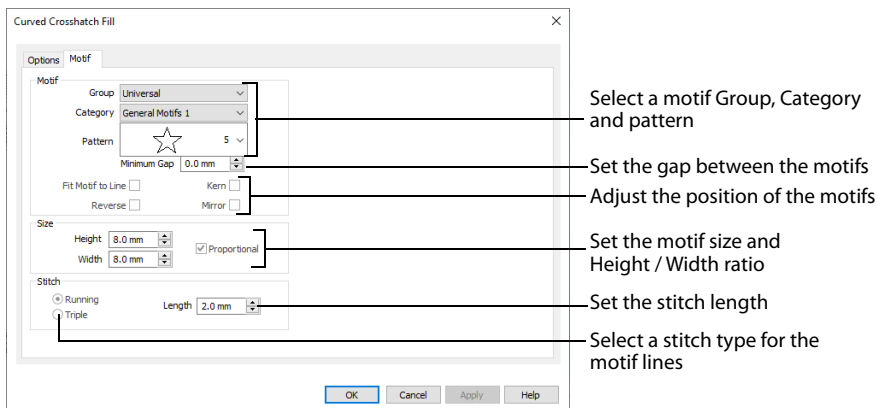 Curved Crosshatch Fill
Options Motif
Motif
Group Universal
Category General Motifs 1
Pattern 5
Minimum Gap 0.0 mm
Fit Motif to Line Kern
Reverse Mirror
Size
Height 8.0 mm
Width 8.0 mm
Proportional
Stitch
Running
Triple
Length 2.0 mm
OK Cancel Apply Help
Select a motif Group, Category
and pattern
Set the gap between the motifs
Adjust the position of the motifs
Set the motif size and
Height / Width ratio
Set the stitch length
Select a stitch type for the
motif lines